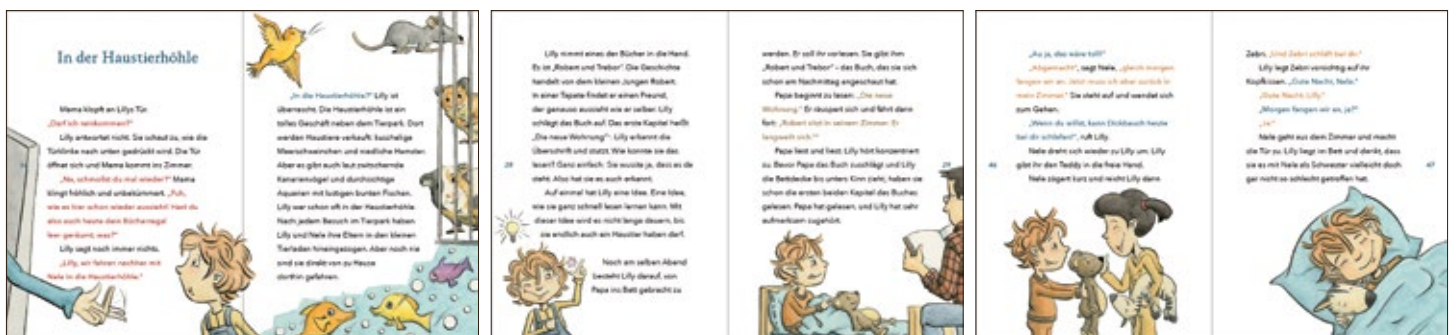 In der Haustierhöhle
Mama klopft an Lillys Tür.
„Darf ich reinkommen?“
Lilly antwortet nicht. Sie schaut zu, wie die
Türklinke nach unten gedrückt wird. Die Tür
öffnet sich und Mama kommt ins Zimmer.
„Na, schmollst du mal wieder?“ Mama
klingt fröhlich und unbekümmert. „Puh,
wie es hier schon wieder aussieht! Hast du
also auch heute dein Bücherregal
leer geräumt, was?“
Lilly sagt noch immer nichts.
„Lilly, wir fahren nachher mit
Nele in die Haustierhöhle.“
„In die Haustierhöhle?“ Lilly ist
überrascht. Die Haustierhöhle ist ein
tolles Geschäft neben dem Tierpark. Dort
werden Haustiere verkauft: kuschelige
Meerschweinchen und niedliche Hamster.
Aber es gibt auch laut zwitschernde
Kanarienvögel und durchsichtige
Aquarien mit lustigen bunten Fischen.
Lilly war schon oft in der Haustierhöhle.
Nach jedem Besuch im Tierpark haben
Lilly und Nele ihre Eltern in den kleinen
Tierladen hineingezogen. Aber noch nie
sind sie direkt von zu Hause
dorthin gefahren.
Lilly nimmt eines der Bücher in die Hand.
Es ist „Robert und Trebor“. Die Geschichte
handelt von dem kleinen Jungen Robert.
In einer Tapete findet er einen Freund,
der genauso aussieht wie er selber. Lilly
schlägt das Buch auf. Das erste Kapitel heißt
„Die neue Wohnung“. Lilly erkennt die
Überschrift und stutzt. Wie konnte sie das
lesen? Ganz einfach. Sie wusste ja, dass es da
steht. Also hat sie es auch erkannt.
Auf einmal hat Lilly eine Idee. Eine Idee,
wie sie ganz schnell lesen lernen kann. Mit
dieser Idee wird es nicht lange dauern, bis
sie endlich auch ein Haustier haben darf.
Noch am selben Abend
besteht Lilly darauf, von
Papa ins Bett gebracht zu
28
werden. Er soll ihr vorlesen. Sie gibt ihm
„Robert und Trebor“ – das Buch, das sie sich
schon am Nachmittag angeschaut hat.
Papa beginnt zu lesen: „Die neue
Wohnung.“ Er räuspert sich und fährt dann
fort: „Robert sitzt in seinem Zimmer. Er
langweilt sich.“
Papa liest und liest. Lilly hört konzentriert
zu. Bevor Papa das Buch zuschlägt und Lilly
die Bettdecke bis unters Kinn zieht, haben sie
schon die ersten beiden Kapitel des Buches
gelesen. Papa hat gelesen, und Lilly hat sehr
aufmerksam zugehört.
29
„Au ja, das wäre toll!“
„Abgemacht“, sagt Nele, „gleich morgen
fangen wir an. Jetzt muss ich aber zurück in
mein Zimmer.“ Sie steht auf und wendet sich
zum Gehen.
„Wenn du willst, kann Dickbauch heute
bei dir schlafen!“, ruft Lilly.
Nele dreht sich wieder zu Lilly um. Lilly
gibt ihr den Teddy in die freie Hand.
Nele zögert kurz und reicht Lilly dann
46
Zebri. „Und Zebri schläft bei dir.“
Lilly legt Zebri vorsichtig auf ihr
Kopfkissen. „Gute Nacht, Nele.“
„Gute Nacht, Lilly.“
„Morgen fangen wir an, ja?“
„Ja.“
Nele geht aus dem Zimmer und macht
die Tür zu. Lilly liegt im Bett und denkt, dass
sie es mit Nele als Schwester vielleicht doch
gar nicht so schlecht getroffen hat.
47